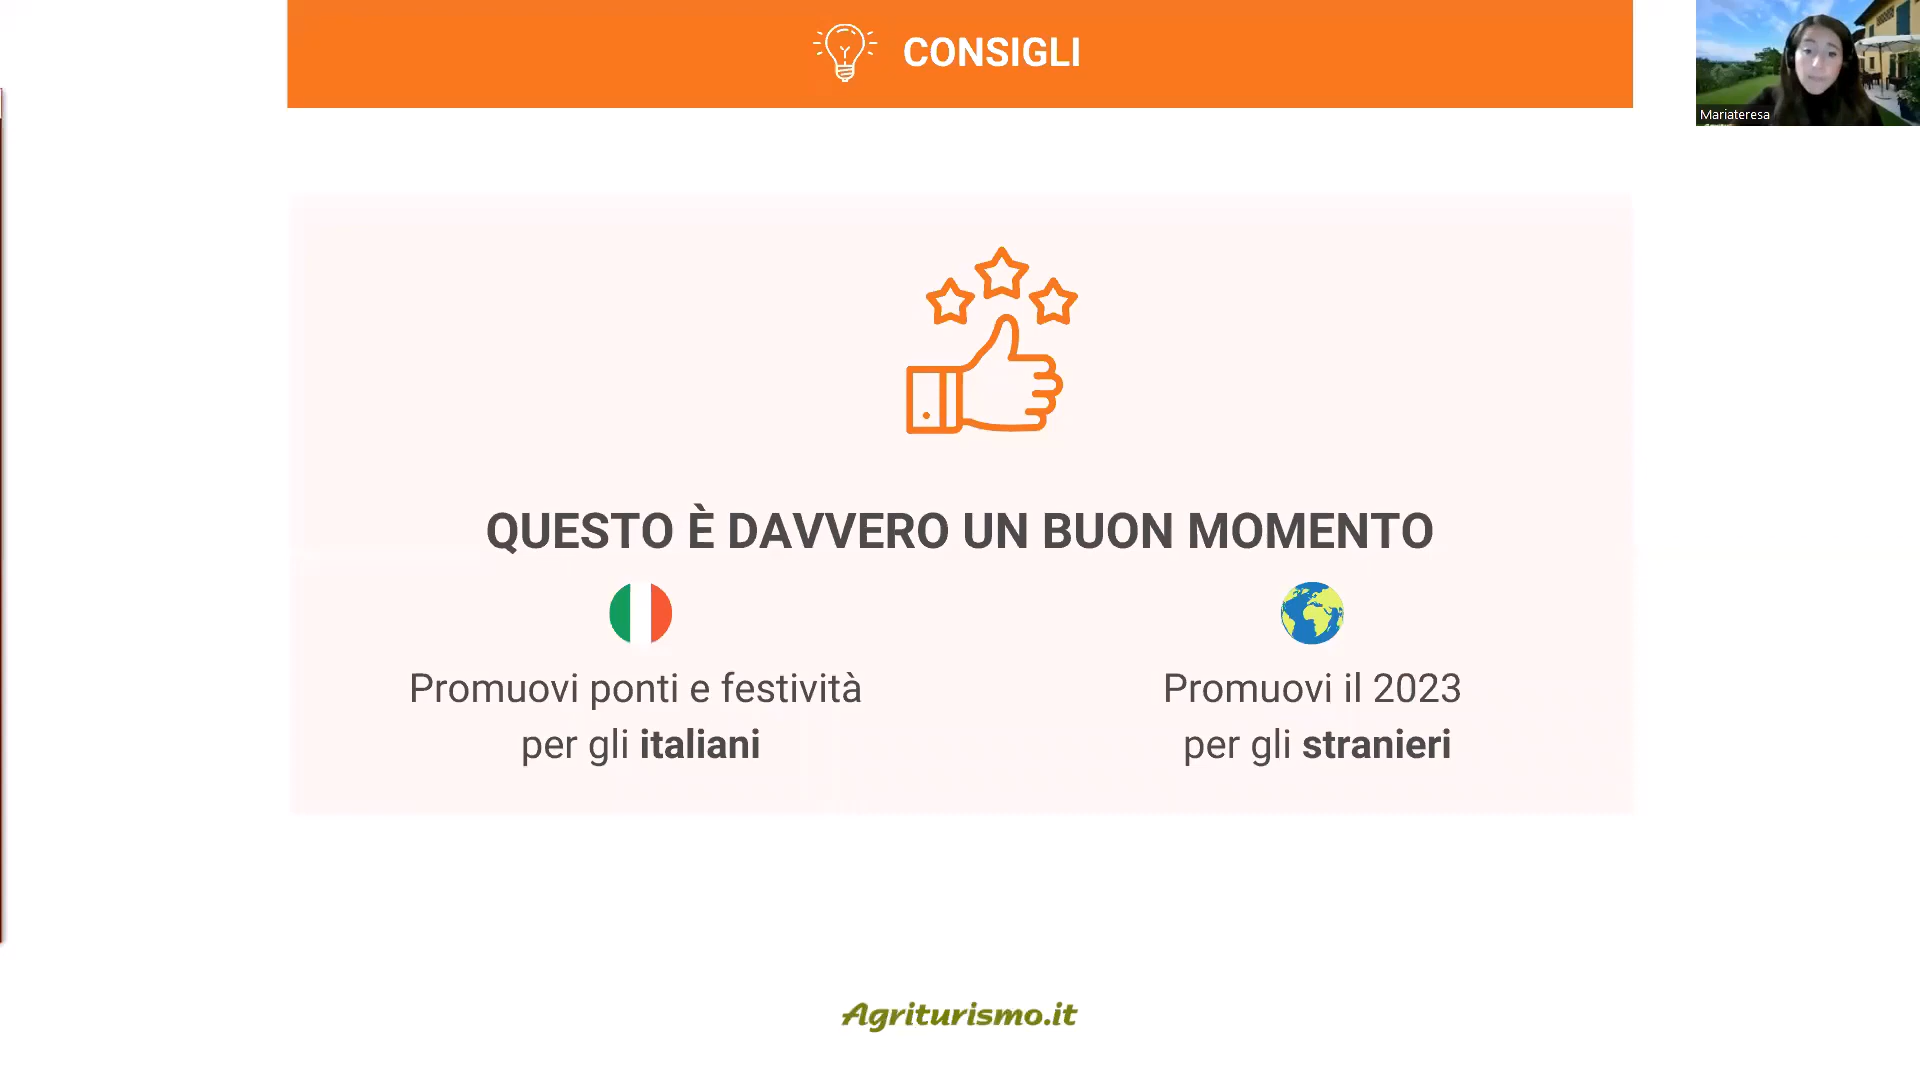 CONSIGLI
Mariateresa
QUESTO È DAVVERO UN BUON MOMENTO
Promuovi ponti e festività
per gli italiani
Promuovi il 2023
per gli stranieri
Agriturismo.it